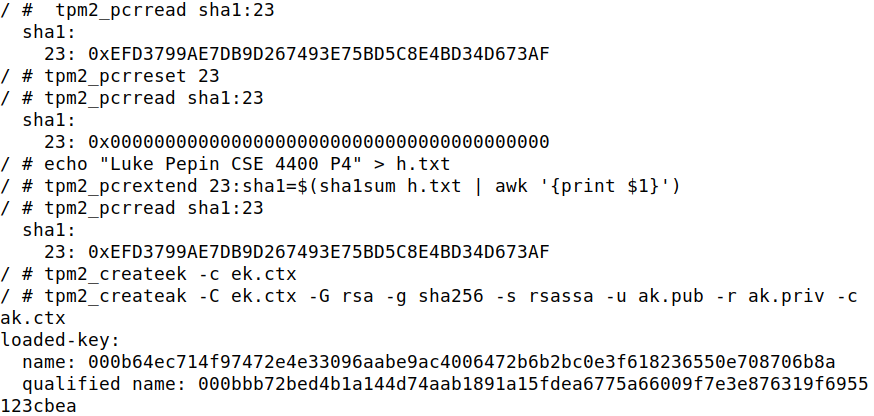 / #  tpm2_pcrread sha1:23
  sha1:
    23: 0xEFD3799AE7DB9D267493E75BD5C8E4BD34D673AF
/ # tpm2_pcrreset 23
/ # tpm2_pcrread sha1:23
  sha1:
    23: 0x0000000000000000000000000000000000000000
/ # echo "Luke Pepin CSE 4400 P4" > h.txt
/ # tpm2_pcrextend 23:sha1=$(sha1sum h.txt | awk '{print $1}')
/ # tpm2_pcrread sha1:23
  sha1:
    23: 0xEFD3799AE7DB9D267493E75BD5C8E4BD34D673AF
/ # tpm2_createek -c ek.ctx
/ # tpm2_createak -C ek.ctx -G rsa -g sha256 -s rsassa -u ak.pub -r ak.priv -c
ak.ctx
loaded-key:
  name: 000b64ec714f97472e4e33096aabe9ac4006472b6b2bc0e3f618236550e708706b8a
  qualified name: 000bbb72bed4b1a144d74aab1891a15fdea6775a66009f7e3e876319f6955
123cbea